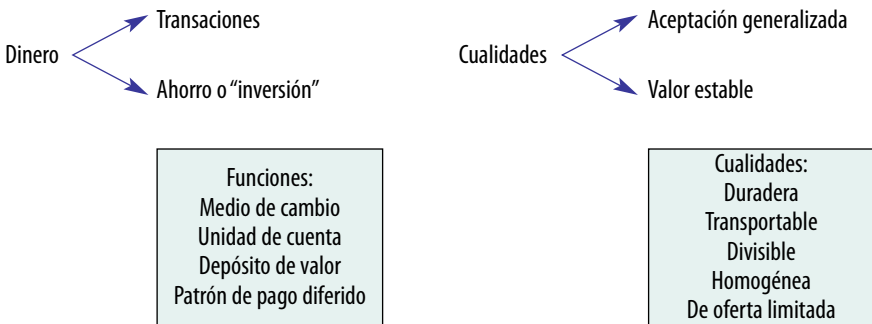 Dinero
Transaciones
Ahorro o “inversión”
Cualidades
Aceptación generalizada
Valor estable
Funciones:
Medio de cambio
Unidad de cuenta
Depósito de valor
Patrón de pago diferido
Cualidades:
Duradera
Transportable
Divisible
Homogénea
De oferta limitada